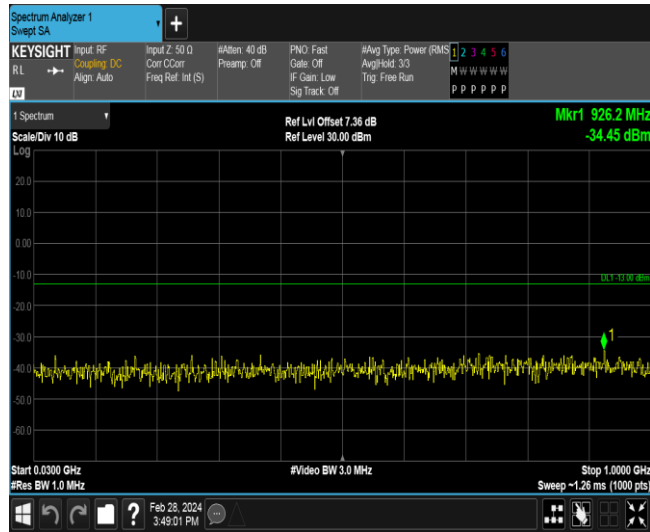 Spectrum Analyzer 1
Swept SA
+
KEYSIGHT
RL
LXI
Input: RF
Coupling: DC
Align: Auto
Input Z: 50 Ω
Corr CCorr
Freq Ref: Int (S)
#Atten: 40 dB
Preamp: Off
PNO: Fast
Gate: Off
IF Gain: Low
Sig Track: Off
#Avg Type: Power (RMS
Avg|Hold: 3/3
Trig: Free Run
1 2 3 4 5 6
M W W W W W
P P P P P P
1 Spectrum
Scale/Div 10 dB
Log
Ref Lvl Offset 7.36 dB
Ref Level 30.00 dBm
Mkr1 926.2 MHz
-34.45 dBm
20.0
10.0
0.00
-10.0
DL1 -13.00 dBm
-20.0
-30.0
1
-40.0
-50.0
-60.0
Start 0.0300 GHz
#Res BW 1.0 MHz
#Video BW 3.0 MHz
Stop 1.0000 GHz
Sweep ~1.26 ms (1000 pts)
?
Feb 28, 2024
3:49:01 PM